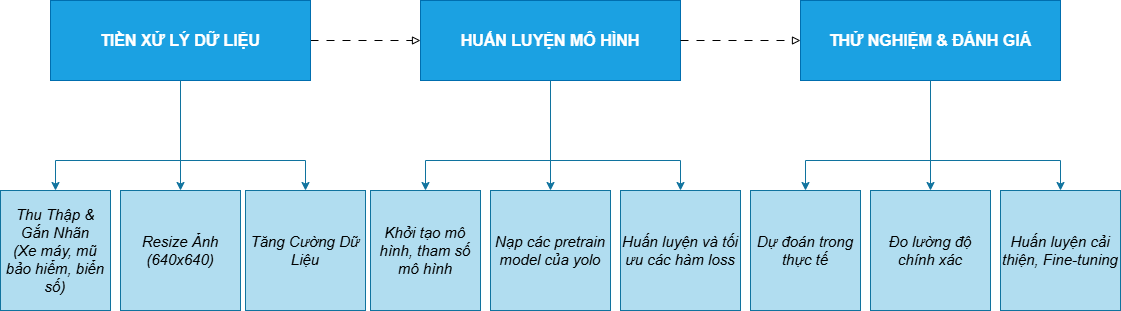 TIỀN XỬ LÝ DỮ LIỆU
HUẤN LUYỆN MÔ HÌNH
THỬ NGHIỆM & ĐÁNH GIÁ
Thu Thập &
Gắn Nhãn
(Xe máy, mũ
bảo hiểm, biển
số)
Resize Ảnh
(640x640)
Tăng Cường Dữ
Liệu
Khởi tạo mô
hình, tham số
mô hình
Nạp các pretrain
model của yolo
Huấn luyện và tối
ưu các hàm loss
Dự đoán trong
thực tế
Đo lường độ
chính xác
Huấn luyện cải
thiện, Fine-tuning